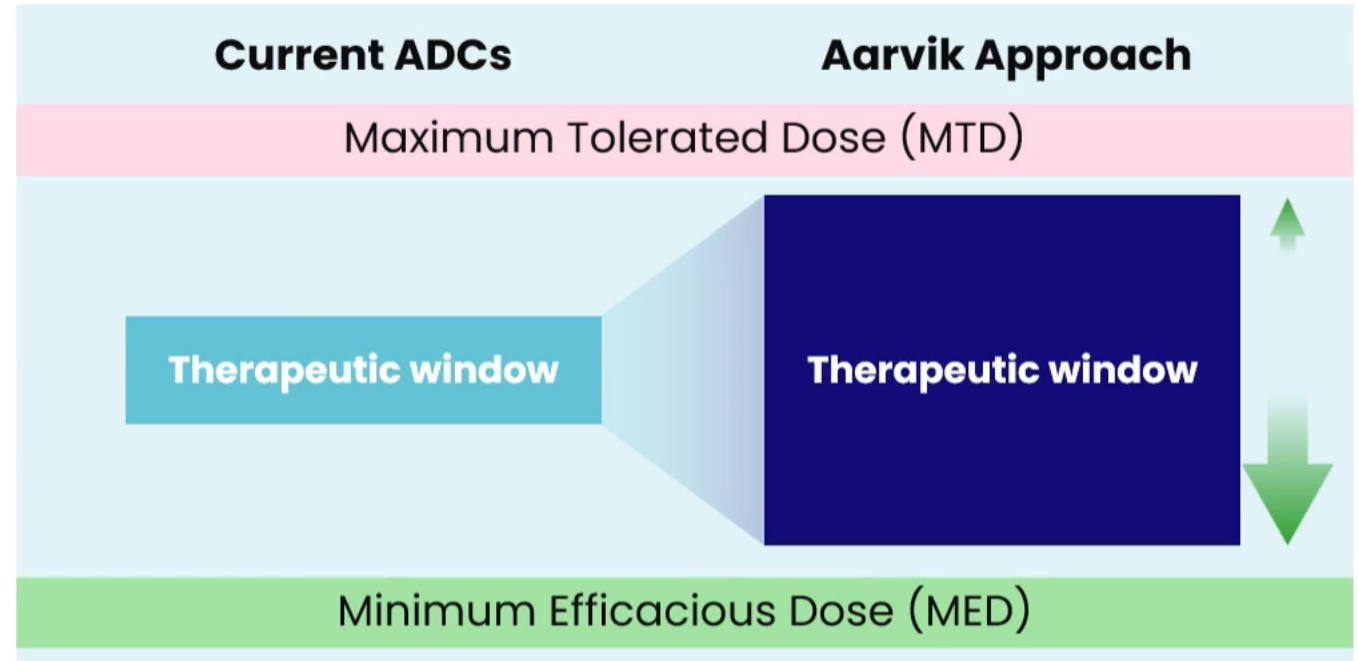 Current ADCs
Aarvik Approach
Maximum Tolerated Dose (MTD)
Therapeutic window
Therapeutic window
Minimum Efficacious Dose (MED)